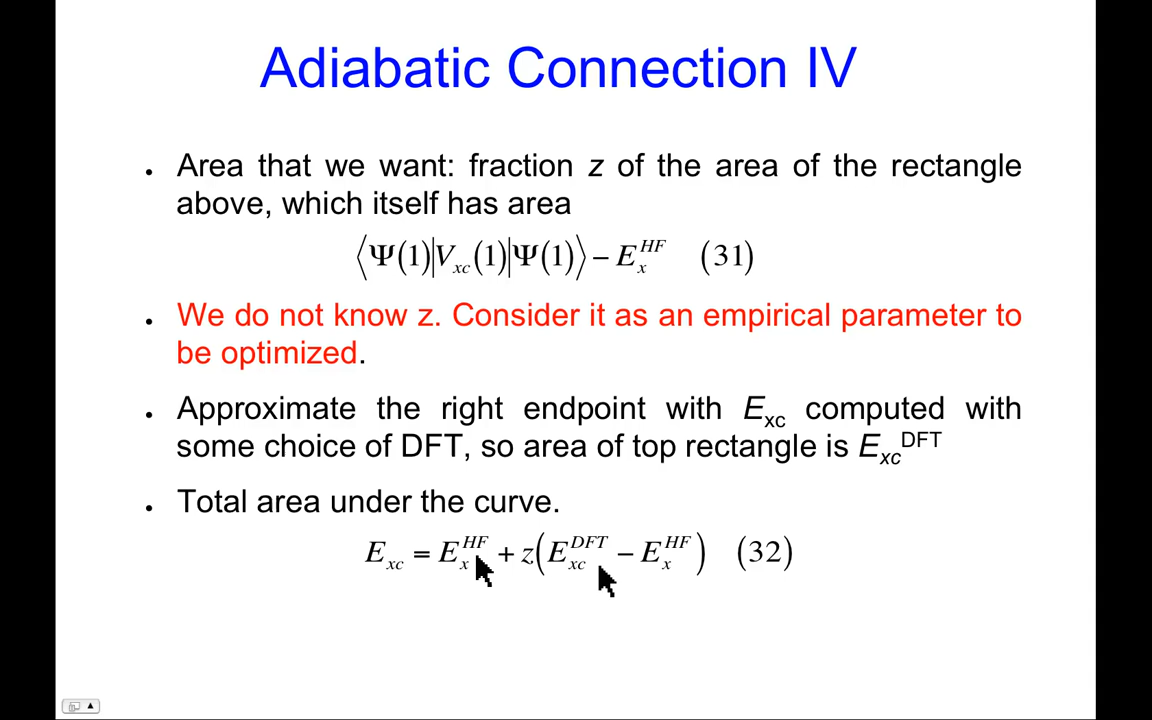 Adiabatic Connection IV
• Area that we want: fraction z of the area of the rectangle
above, which itself has area
⟨Ψ(1)|V_xc(1)|Ψ(1)⟩ − E_x^HF (31)
• We do not know z. Consider it as an empirical parameter to
be optimized.
• Approximate the right endpoint with E_xc computed with
some choice of DFT, so area of top rectangle is E_xc^DFT
• Total area under the curve.
E_xc = E_x^HF + z(E_xc^DFT − E_x^HF) (32)